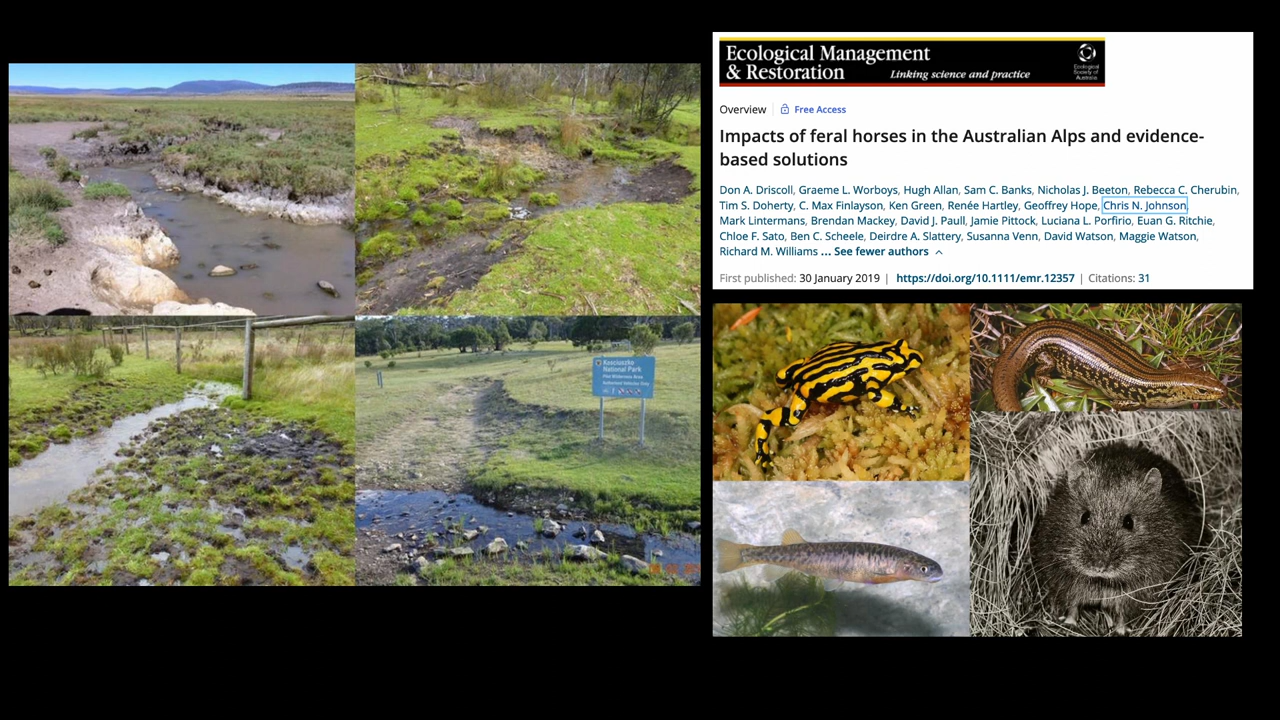 Kosciuszko
National Park
Ecological Management
& Restoration
Linking science and practice
Ecological
Society of
Australia
Overview
Free Access
Impacts of feral horses in the Australian Alps and evidence-
based solutions
Don A. Driscoll, Graeme L. Worboys, Hugh Allan, Sam C. Banks, Nicholas J. Beeton, Rebecca C. Cherubin,
Tim S. Doherty, C. Max Finlayson, Ken Green, Renée Hartley, Geoffrey Hope, Chris N. Johnson,
Mark Lintermans, Brendan Mackey, David J. Paull, Jamie Pittock, Luciana L. Porfirio, Euan G. Ritchie,
Chloe F. Sato, Ben C. Scheele, Deirdre A. Slattery, Susanna Venn, David Watson, Maggie Watson,
Richard M. Williams ... See fewer authors
First published: 30 January 2019 | https://doi.org/10.1111/emr.12357 | Citations: 31